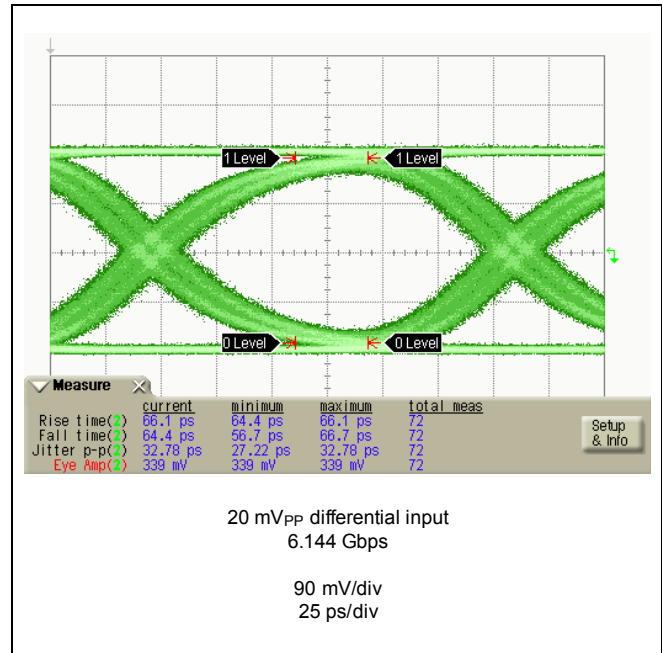 1 Level 1 Level
0 Level 0 Level
Measure
current minimum maximum total meas
Rise time(2) 66.1 ps 64.4 ps 66.1 ps 72
Fall time(2) 64.4 ps 56.7 ps 66.7 ps 72
Jitter p-p(2) 32.78 ps 27.22 ps 32.78 ps 72
Eye Amp(2) 339 mV 339 mV 339 mV 72
Setup
& Info
20 mVPP differential input
6.144 Gbps
90 mV/div
25 ps/div